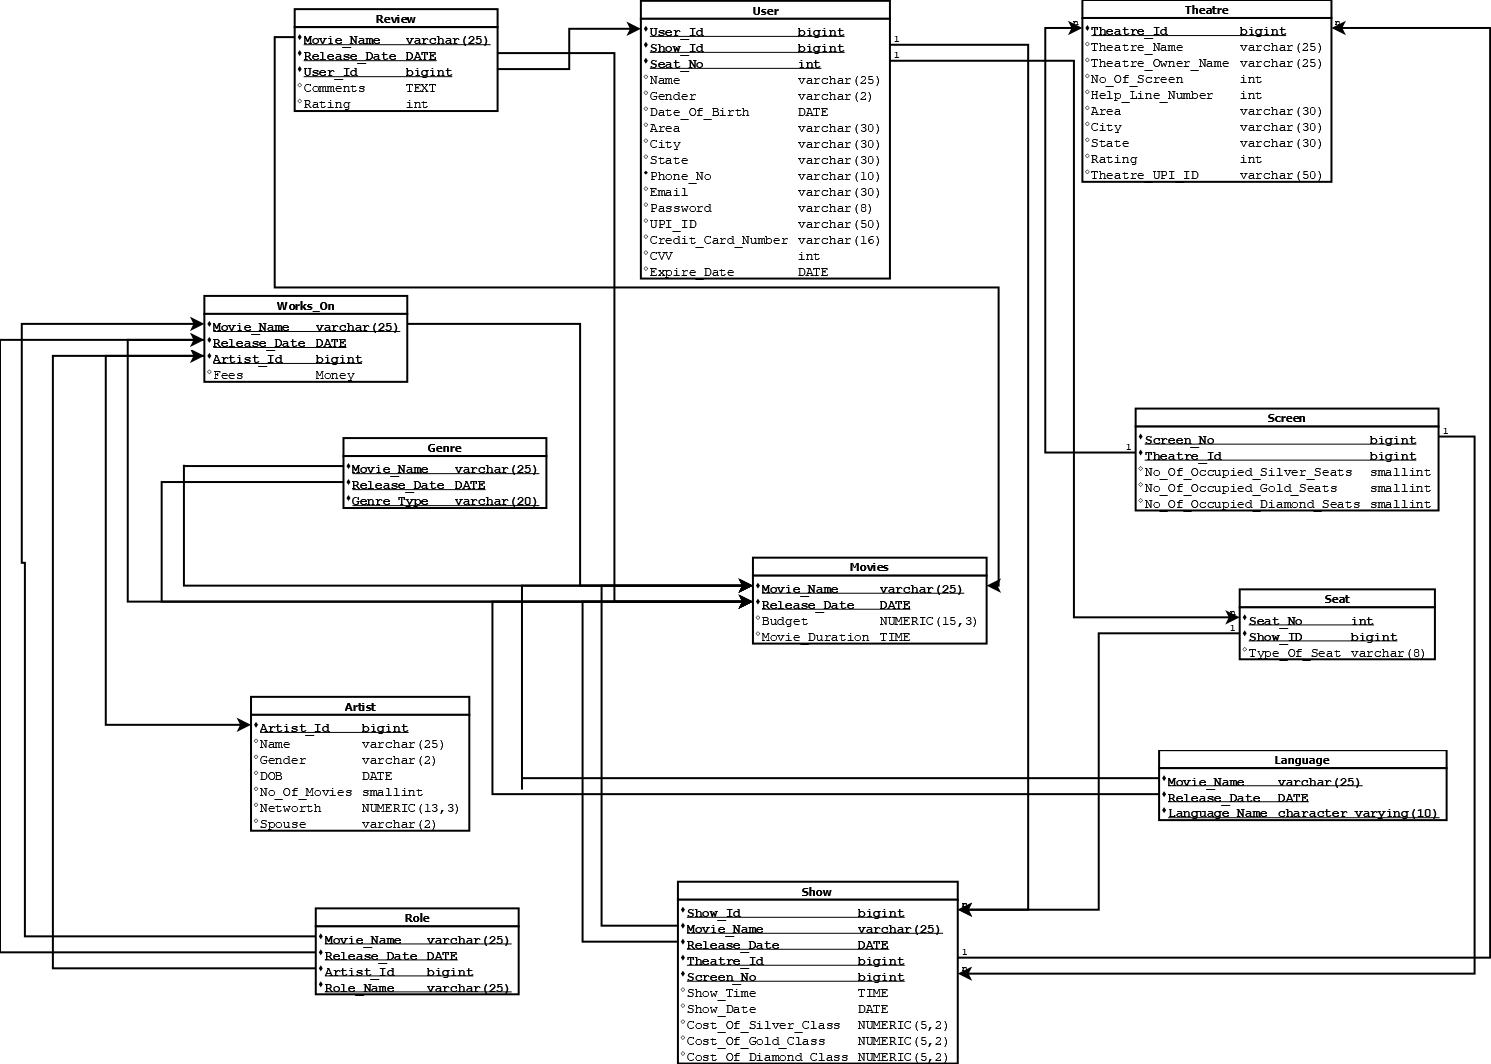 Review
Movie_Name varchar(25)
Release_Date DATE
User_Id bigint
Comments TEXT
Rating int
User
User_Id bigint
Show_Id bigint
Seat_No int
Name varchar(25)
Gender varchar(2)
Date_Of_Birth DATE
Area varchar(30)
City varchar(30)
State varchar(30)
Phone_No varchar(10)
Email varchar(30)
Password varchar(8)
UPI_ID varchar(50)
Credit_Card_Number varchar(16)
CVV int
Expire_Date DATE
1
1
Theatre
Theatre_Id bigint
Theatre_Name varchar(25)
Theatre_Owner_Name varchar(25)
No_Of_Screen int
Help_Line_Number int
Area varchar(30)
City varchar(30)
State varchar(30)
Rating int
Theatre_UPI_ID varchar(50)
Works_On
Movie_Name varchar(25)
Release_Date DATE
Artist_Id bigint
Fees Money
Genre
Movie_Name varchar(25)
Release_Date DATE
Genre_Type varchar(20)
Screen
Screen_No bigint
Theatre_Id bigint
No_Of_Occupied_Silver_Seats smallint
No_Of_Occupied_Gold_Seats smallint
No_Of_Occupied_Diamond_Seats smallint
1
1
Movies
Movie_Name varchar(25)
Release_Date DATE
Budget NUMERIC(15,3)
Movie_Duration TIME
Seat
Seat_No int
Show_ID bigint
Type_Of_Seat varchar(8)
1
Artist
Artist_Id bigint
Name varchar(25)
Gender varchar(2)
DOB DATE
No_Of_Movies smallint
Networth NUMERIC(13,3)
Spouse varchar(2)
Language
Movie_Name varchar(25)
Release_Date DATE
Language_Name character varying(10)
Role
Movie_Name varchar(25)
Release_Date DATE
Artist_Id bigint
Role_Name varchar(25)
Show
Show_Id bigint
Movie_Name varchar(25)
Release_Date DATE
Theatre_Id bigint
Screen_No bigint
Show_Time TIME
Show_Date DATE
Cost_Of_Silver_Class NUMERIC(5,2)
Cost_Of_Gold_Class NUMERIC(5,2)
Cost_Of_Diamond_Class NUMERIC(5,2)
1